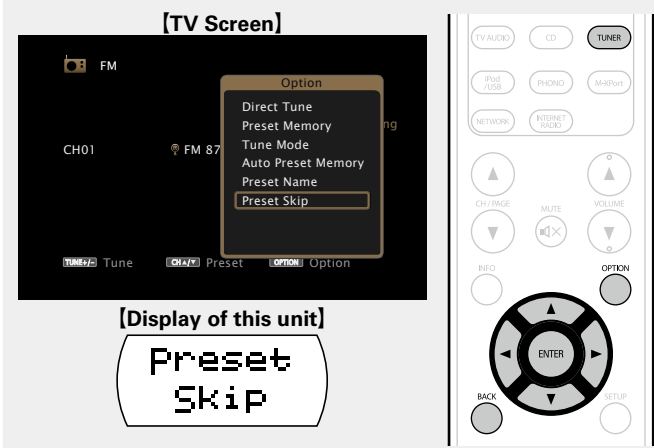 【TV Screen】
FM
Option
Direct Tune
Preset Memory
ng
Tune Mode
CH01
FM 87
Auto Preset Memory
Preset Name
Preset Skip
TUNE+/- Tune
CH▲/▼ Preset
OPTION Option
【Display of this unit】
Preset
Skip
TV AUDIO
CD
TUNER
iPod
/USB
PHONO
M-XPort
NETWORK
INTERNET
RADIO
CH / PAGE
MUTE
VOLUME
INFO
OPTION
ENTER
BACK
SETUP